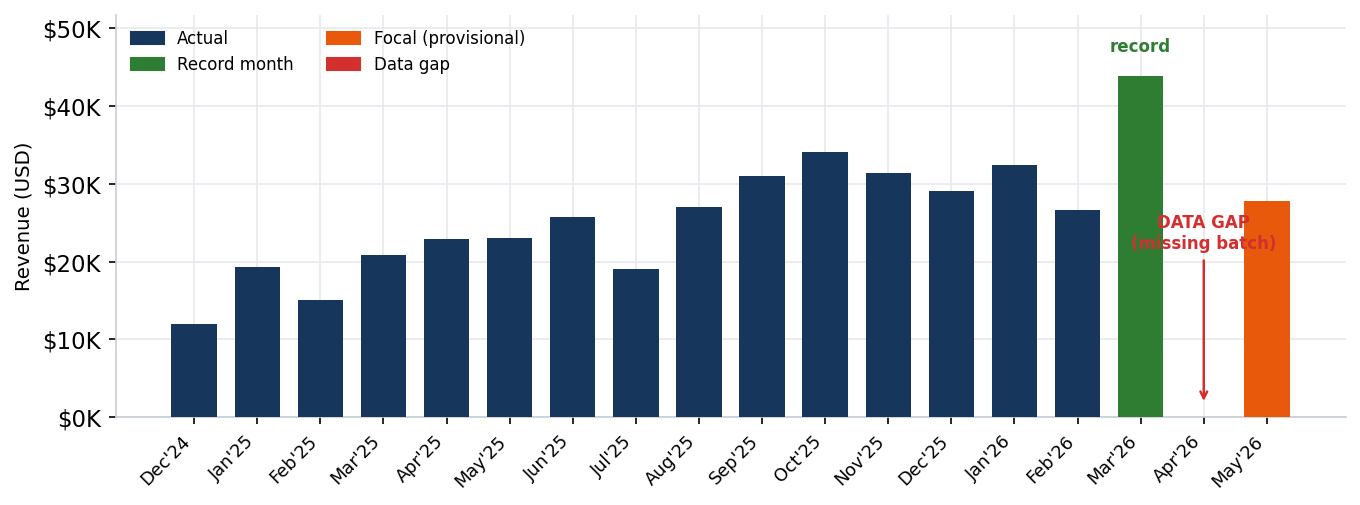 $50K
$40K
$30K
$20K
$10K
$0K
Revenue (USD)
Actual
Record month
Focal (provisional)
Data gap
record
DATA GAP
(missing batch)
Dec'24
Jan'25
Feb'25
Mar'25
Apr'25
May'25
Jun'25
Jul'25
Aug'25
Sep'25
Oct'25
Nov'25
Dec'25
Jan'26
Feb'26
Mar'26
Apr'26
May'26